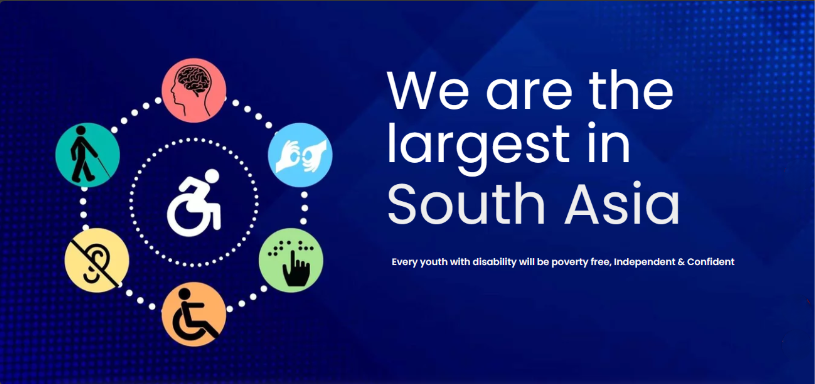 We are the
largest in
South Asia
Every youth with disability will be poverty free, Independent & Confident